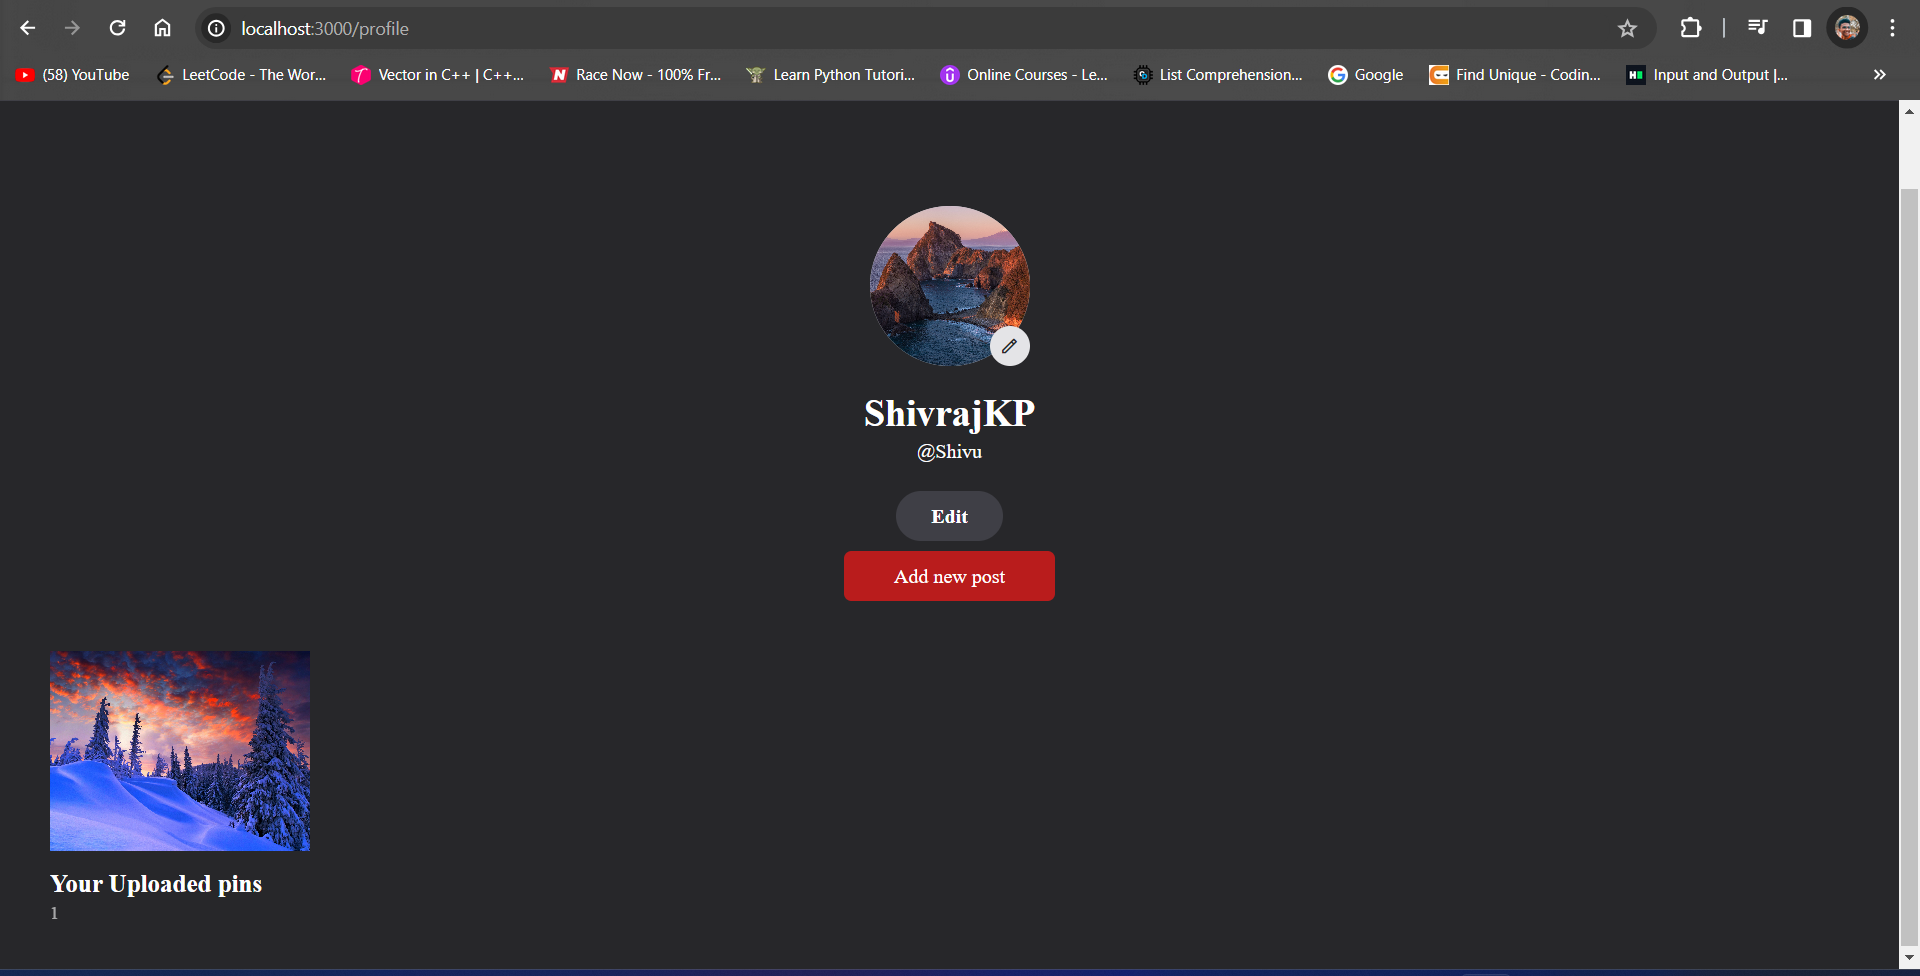 localhost:3000/profile
(58) YouTube
LeetCode - The Wor...
Vector in C++ | C++...
Race Now - 100% Fr...
Learn Python Tutori...
Online Courses - Le...
List Comprehension...
Google
Find Unique - Codin...
Input and Output |...
ShivrajKP
@Shivu
Edit
Add new post
Your Uploaded pins
1